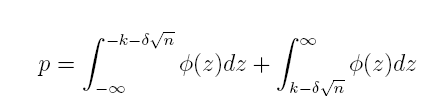 $p = \int_{-\infty}^{-k-\delta\sqrt{n}} \phi(z)dz + \int_{k-\delta\sqrt{n}}^{\infty} \phi(z)dz$